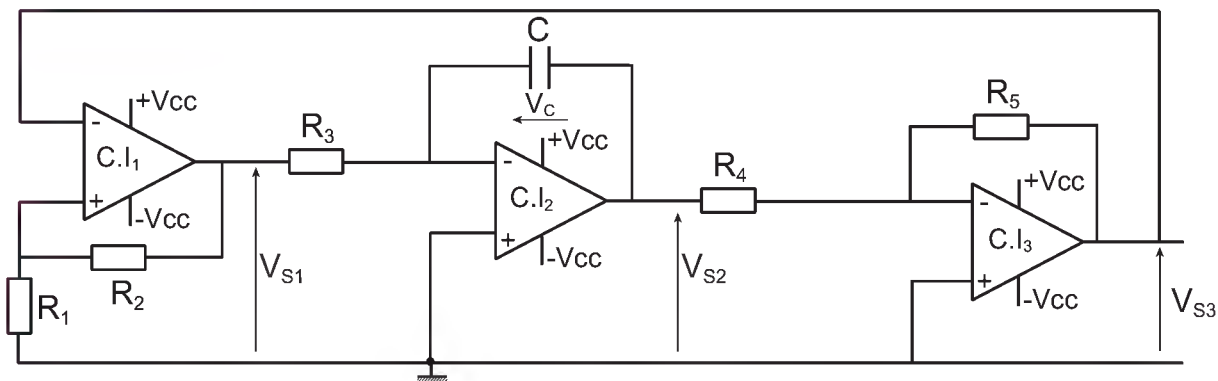 C
+Vcc
R3
Vc
R5
-
C.I1
+
-Vcc
+Vcc
-
C.I2
+
-Vcc
R4
+Vcc
-
C.I3
+
-Vcc
R2
R1
VS1
VS2
VS3